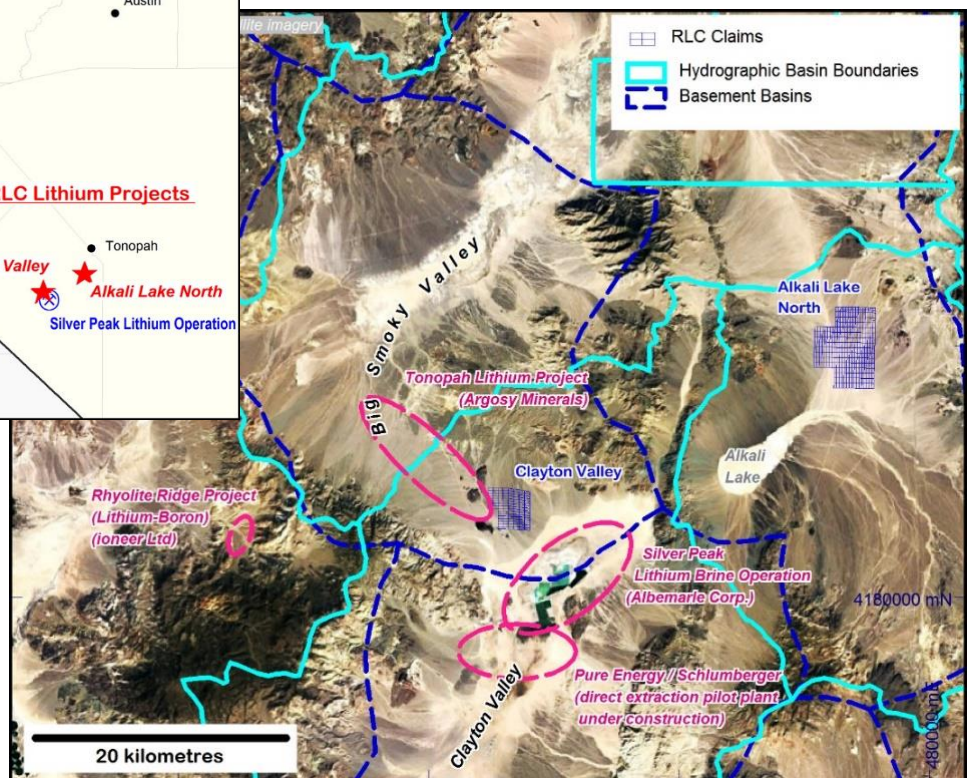 Austin
RLC Lithium Projects
Tonopah
Valley
Alkali Lake North
Silver Peak Lithium Operation
llite imagery
RLC Claims
Hydrographic Basin Boundaries
Basement Basins
Big Smoky Valley
Alkali Lake
North
Tonopah Lithium Project
(Argosy Minerals)
Alkali
Lake
Clayton Valley
Rhyolite Ridge Project
(Lithium-Boron)
(ioneer Ltd)
Silver Peak
Lithium Brine Operation
(Albemarle Corp.)
4180000 mN
Pure Energy / Schlumberger
(direct extraction pilot plant
under construction)
Clayton Valley
480000 mE
20 kilometres